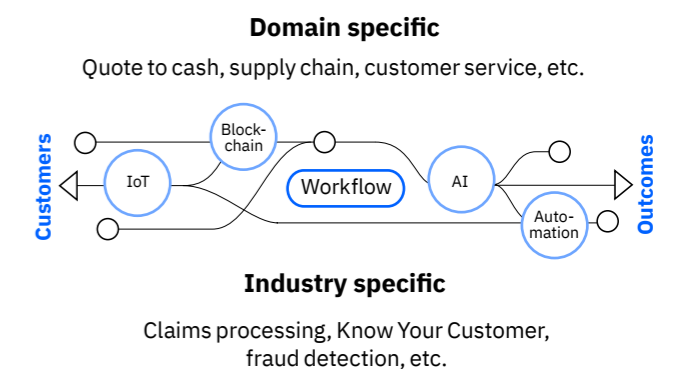 Domain specific
Quote to cash, supply chain, customer service, etc.
Customers
IoT
Block-
chain
Workflow
AI
Auto-
mation
Outcomes
Industry specific
Claims processing, Know Your Customer,
fraud detection, etc.